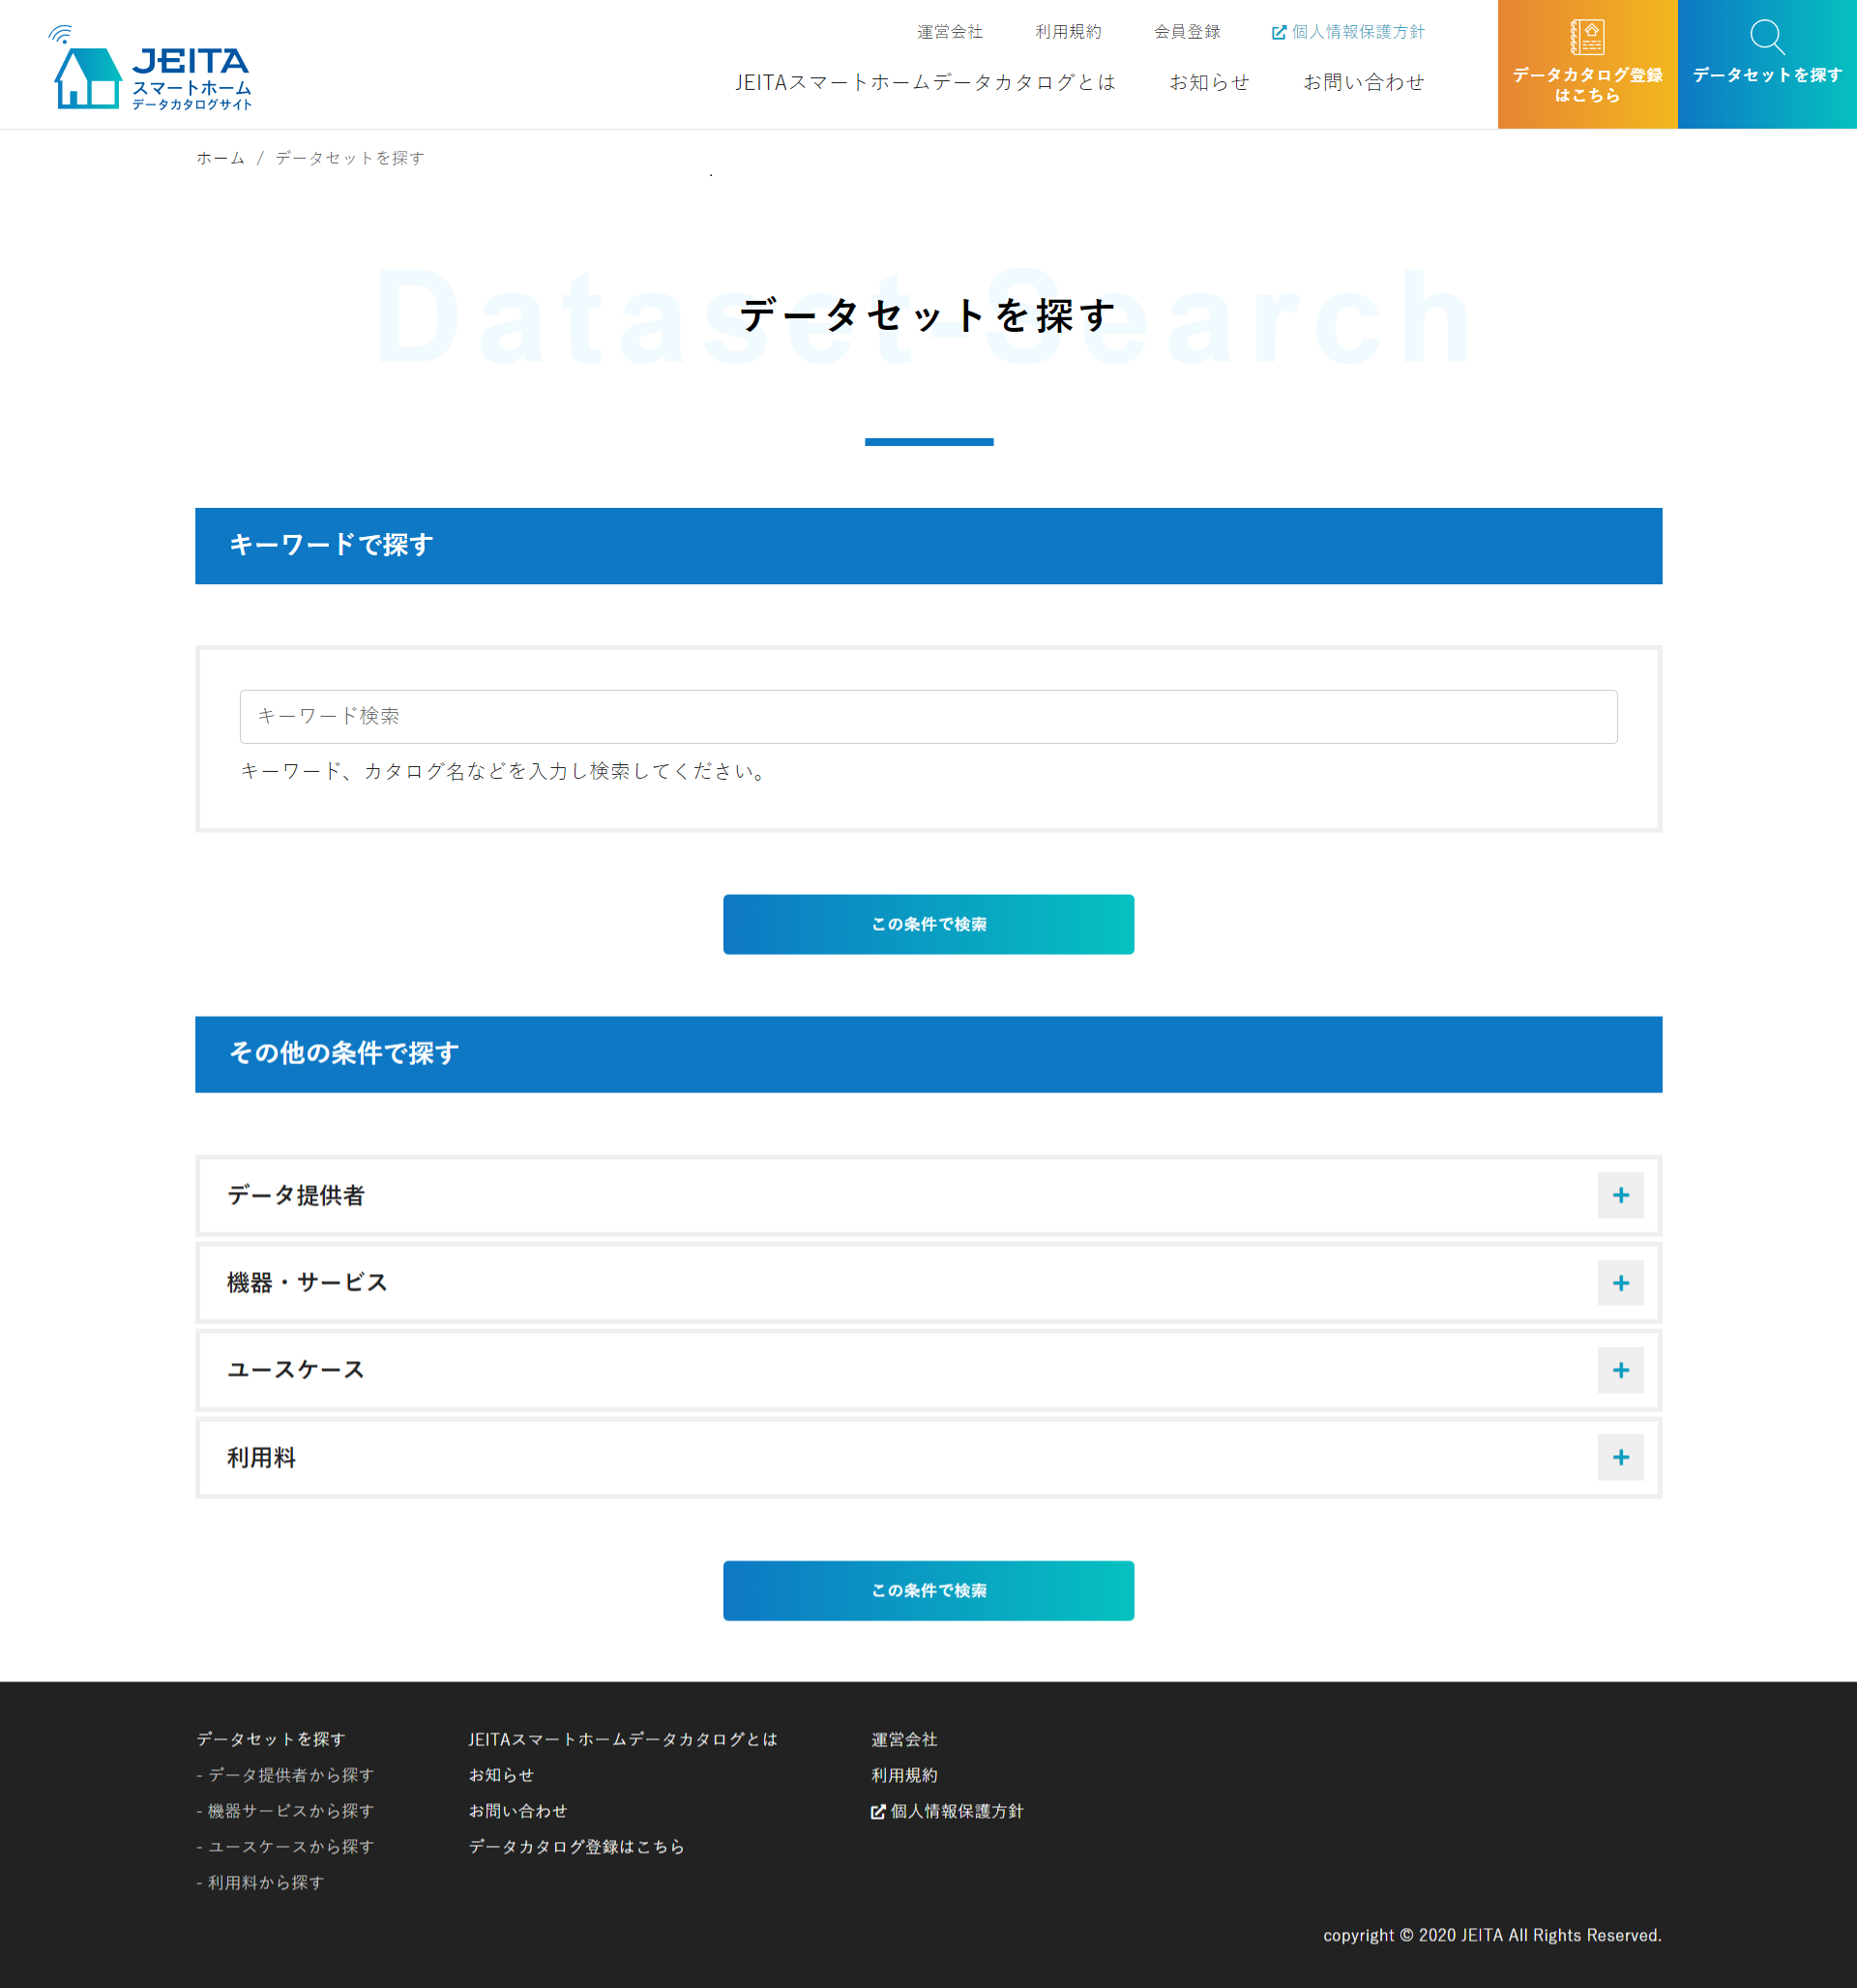 JEITA
スマートホーム
データカタログサイト
運営会社
利用規約
会員登録
個人情報保護方針
JEITAスマートホームデータカタログとは
お知らせ
お問い合わせ
データカタログ登録
はこちら
データセットを探す
ホーム / データセットを探す
Dataset-Search
データセットを探す
キーワードで探す
キーワード検索
キーワード、カタログ名などを入力し検索してください。
この条件で検索
その他の条件で探す
データ提供者
機器・サービス
ユースケース
利用料
この条件で検索
データセットを探す
- データ提供者から探す
- 機器サービスから探す
- ユースケースから探す
- 利用料から探す
JEITAスマートホームデータカタログとは
お知らせ
お問い合わせ
データカタログ登録はこちら
運営会社
利用規約
個人情報保護方針
copyright © 2020 JEITA All Rights Reserved.